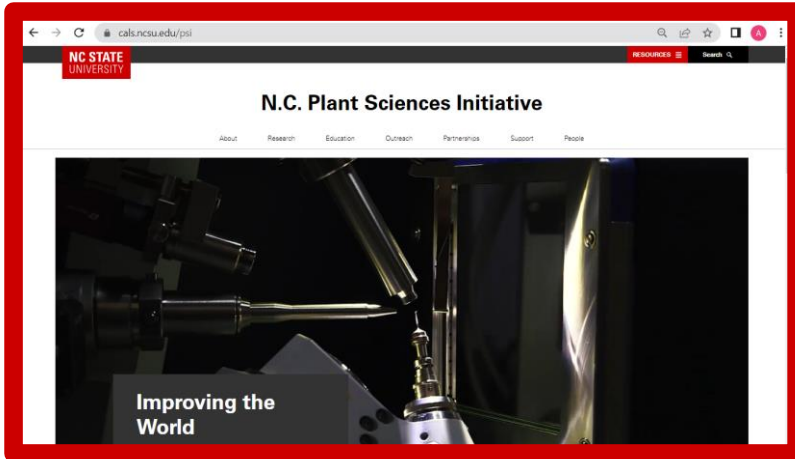 cals.ncsu.edu/psi
A
NC STATE
UNIVERSITY
RESOURCES
Search
N.C. Plant Sciences Initiative
About Research Education Outreach Partnerships Support People
Improving the
World